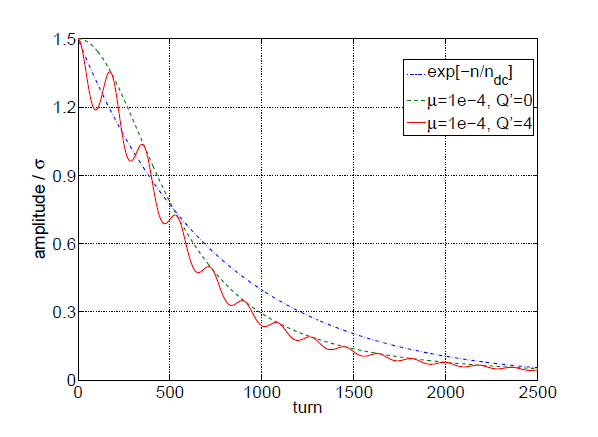 1.5
1.2
0.9
0.6
0.3
0
amplitude / σ
exp[−n/n_dc]
μ=1e−4, Q'=0
μ=1e−4, Q'=4
0 500 1000 1500 2000 2500
turn